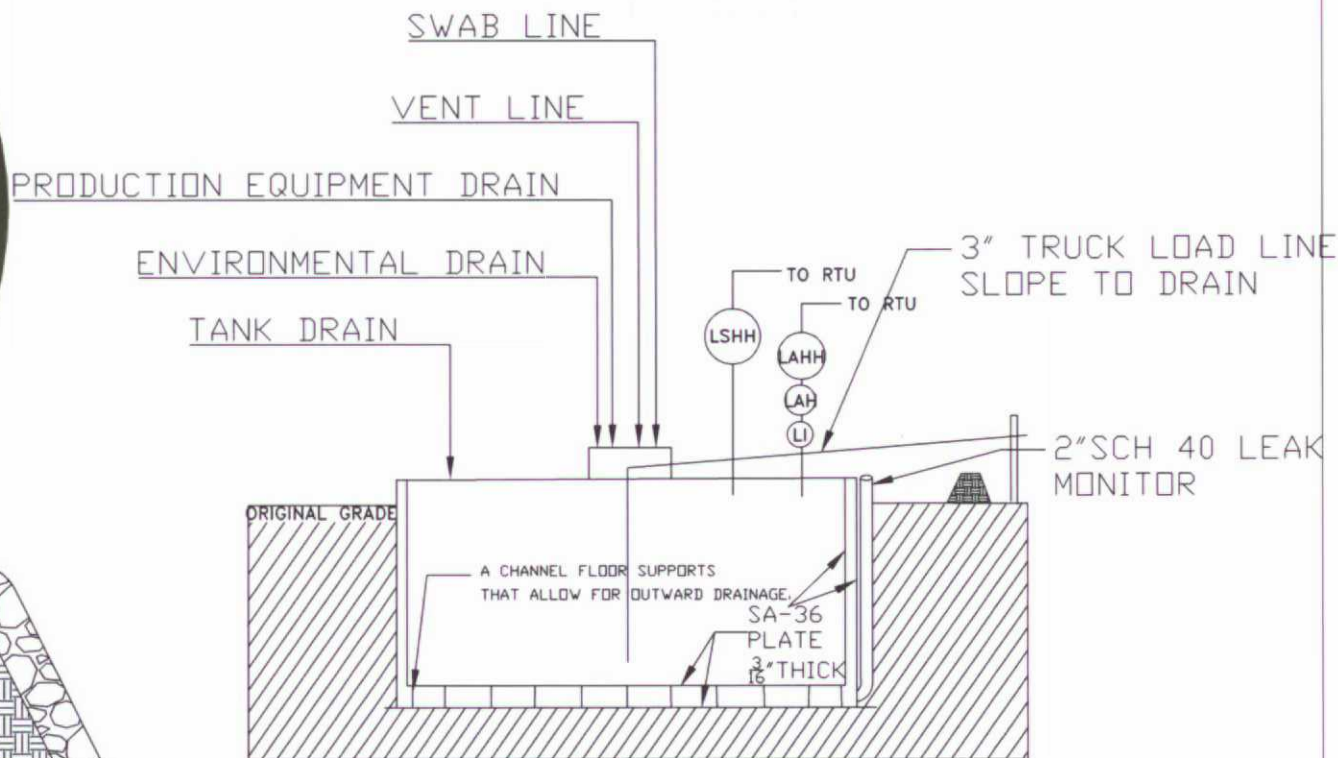 SWAB LINE
VENT LINE
PRODUCTION EQUIPMENT DRAIN
ENVIRONMENTAL DRAIN
TANK DRAIN
TO RTU
TO RTU
3" TRUCK LOAD LINE
SLOPE TO DRAIN
LSHH
LAHH
LAH
LI
2"SCH 40 LEAK
MONITOR
ORIGINAL GRADE
A CHANNEL FLOOR SUPPORTS
THAT ALLOW FOR OUTWARD DRAINAGE.
SA-36
PLATE
3/16"THICK